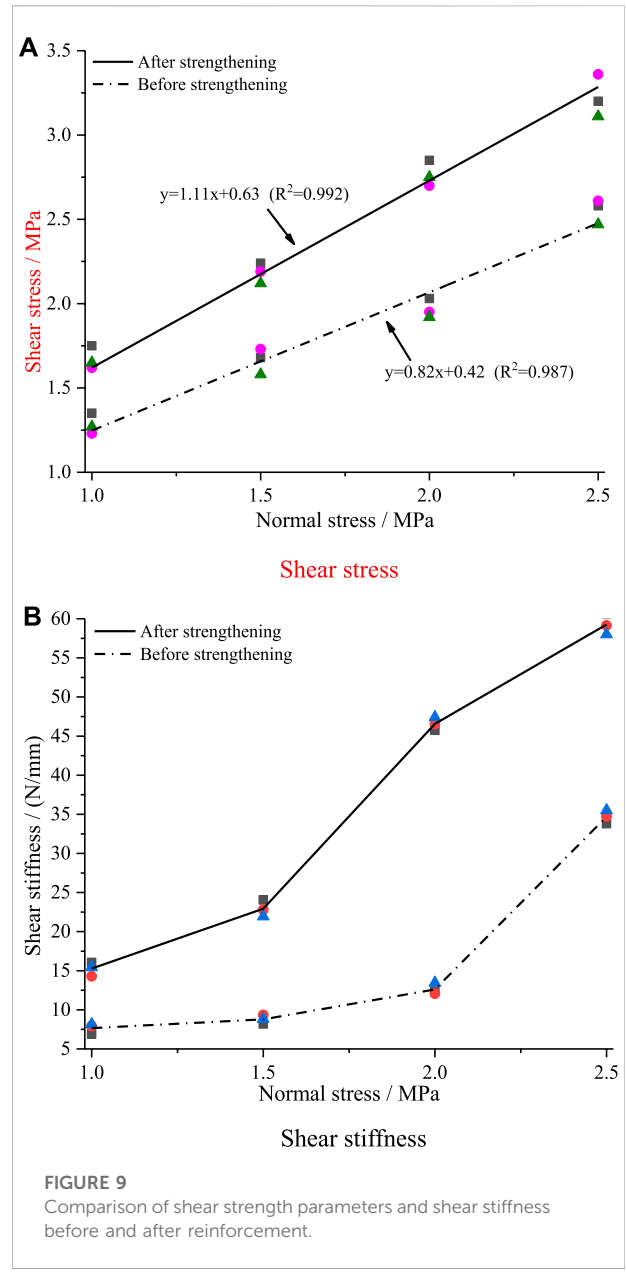 A
3.5
After strengthening
Before strengthening
3.0
y=1.11x+0.63 (R²=0.992)
2.5
Shear stress / MPa
2.0
y=0.82x+0.42 (R²=0.987)
1.5
1.0
1.0 1.5 2.0 2.5
Normal stress / MPa
Shear stress
B
60
After strengthening
Before strengthening
55
50
45
40
Shear stiffness / (N/mm)
35
30
25
20
15
10
5
1.0 1.5 2.0 2.5
Normal stress / MPa
Shear stiffness
FIGURE 9
Comparison of shear strength parameters and shear stiffness
before and after reinforcement.